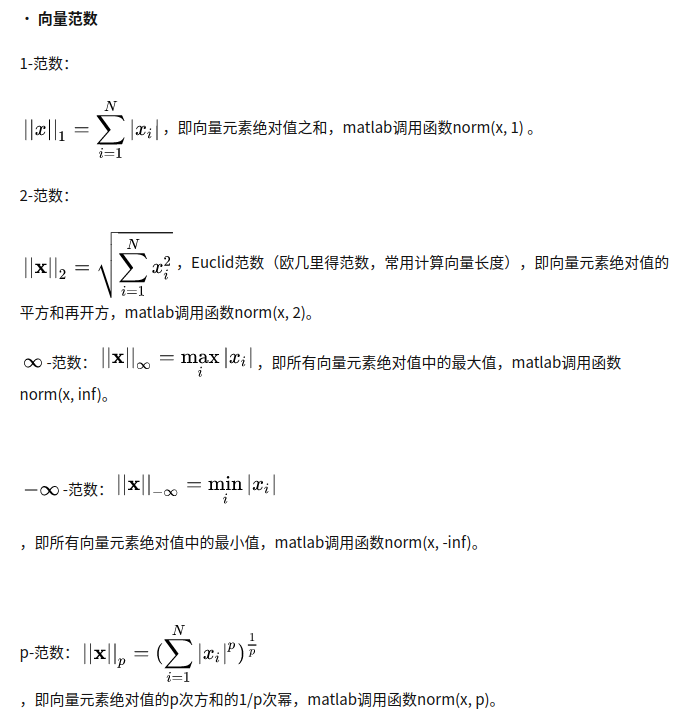 · 向量范数
1-范数：
$||x||_1 = \sum_{i=1}^{N} |x_i|$ ，即向量元素绝对值之和，matlab调用函数norm(x, 1) 。
2-范数：
$||\mathbf{x}||_2 = \sqrt{\sum_{i=1}^{N} x_i^2}$ ，Euclid范数（欧几里得范数，常用计算向量长度），即向量元素绝对值的
平方和再开方，matlab调用函数norm(x, 2)。
$\infty$ -范数：$||\mathbf{x}||_\infty = \max_i |x_i|$ ，即所有向量元素绝对值中的最大值，matlab调用函数
norm(x, inf)。
$-\infty$ -范数：$||\mathbf{x}||_{-\infty} = \min_i |x_i|$
，即所有向量元素绝对值中的最小值，matlab调用函数norm(x, -inf)。
p-范数：$||\mathbf{x}||_p = (\sum_{i=1}^{N} |x_i|^p)^{\frac{1}{p}}$
，即向量元素绝对值的p次方和的1/p次幂，matlab调用函数norm(x, p)。